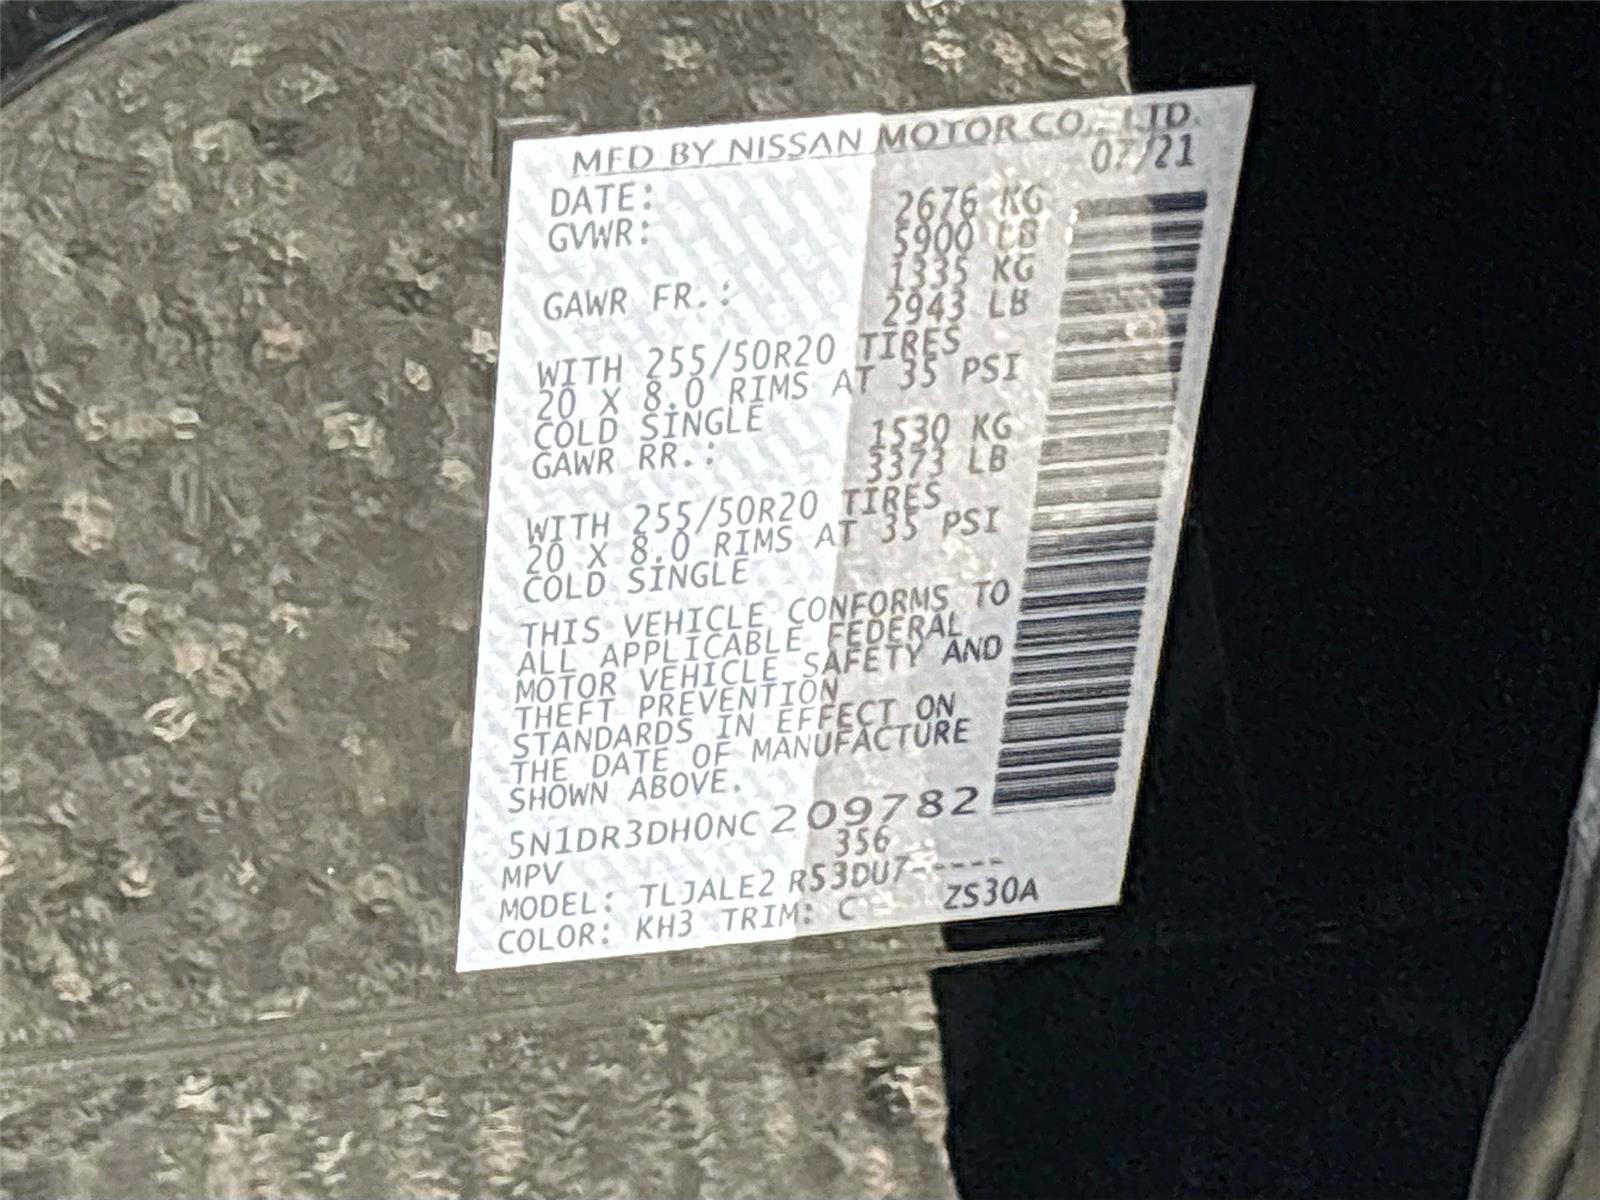 MFD BY NISSAN MOTOR CO., LTD.
DATE: 07/21
GVWR: 2676 KG
5900 LB
GAWR FR.: 1335 KG
2943 LB
WITH 255/50R20 TIRES
20 X 8.0 RIMS AT 35 PSI
COLD SINGLE
GAWR RR.: 1530 KG
3373 LB
WITH 255/50R20 TIRES
20 X 8.0 RIMS AT 35 PSI
COLD SINGLE
THIS VEHICLE CONFORMS TO
ALL APPLICABLE FEDERAL
MOTOR VEHICLE SAFETY AND
THEFT PREVENTION
STANDARDS IN EFFECT ON
THE DATE OF MANUFACTURE
SHOWN ABOVE.
5N1DR3DH0NC209782
MPV 356
MODEL: TLJALE2 R53DU7-----
COLOR: KH3 TRIM: C ZS30A